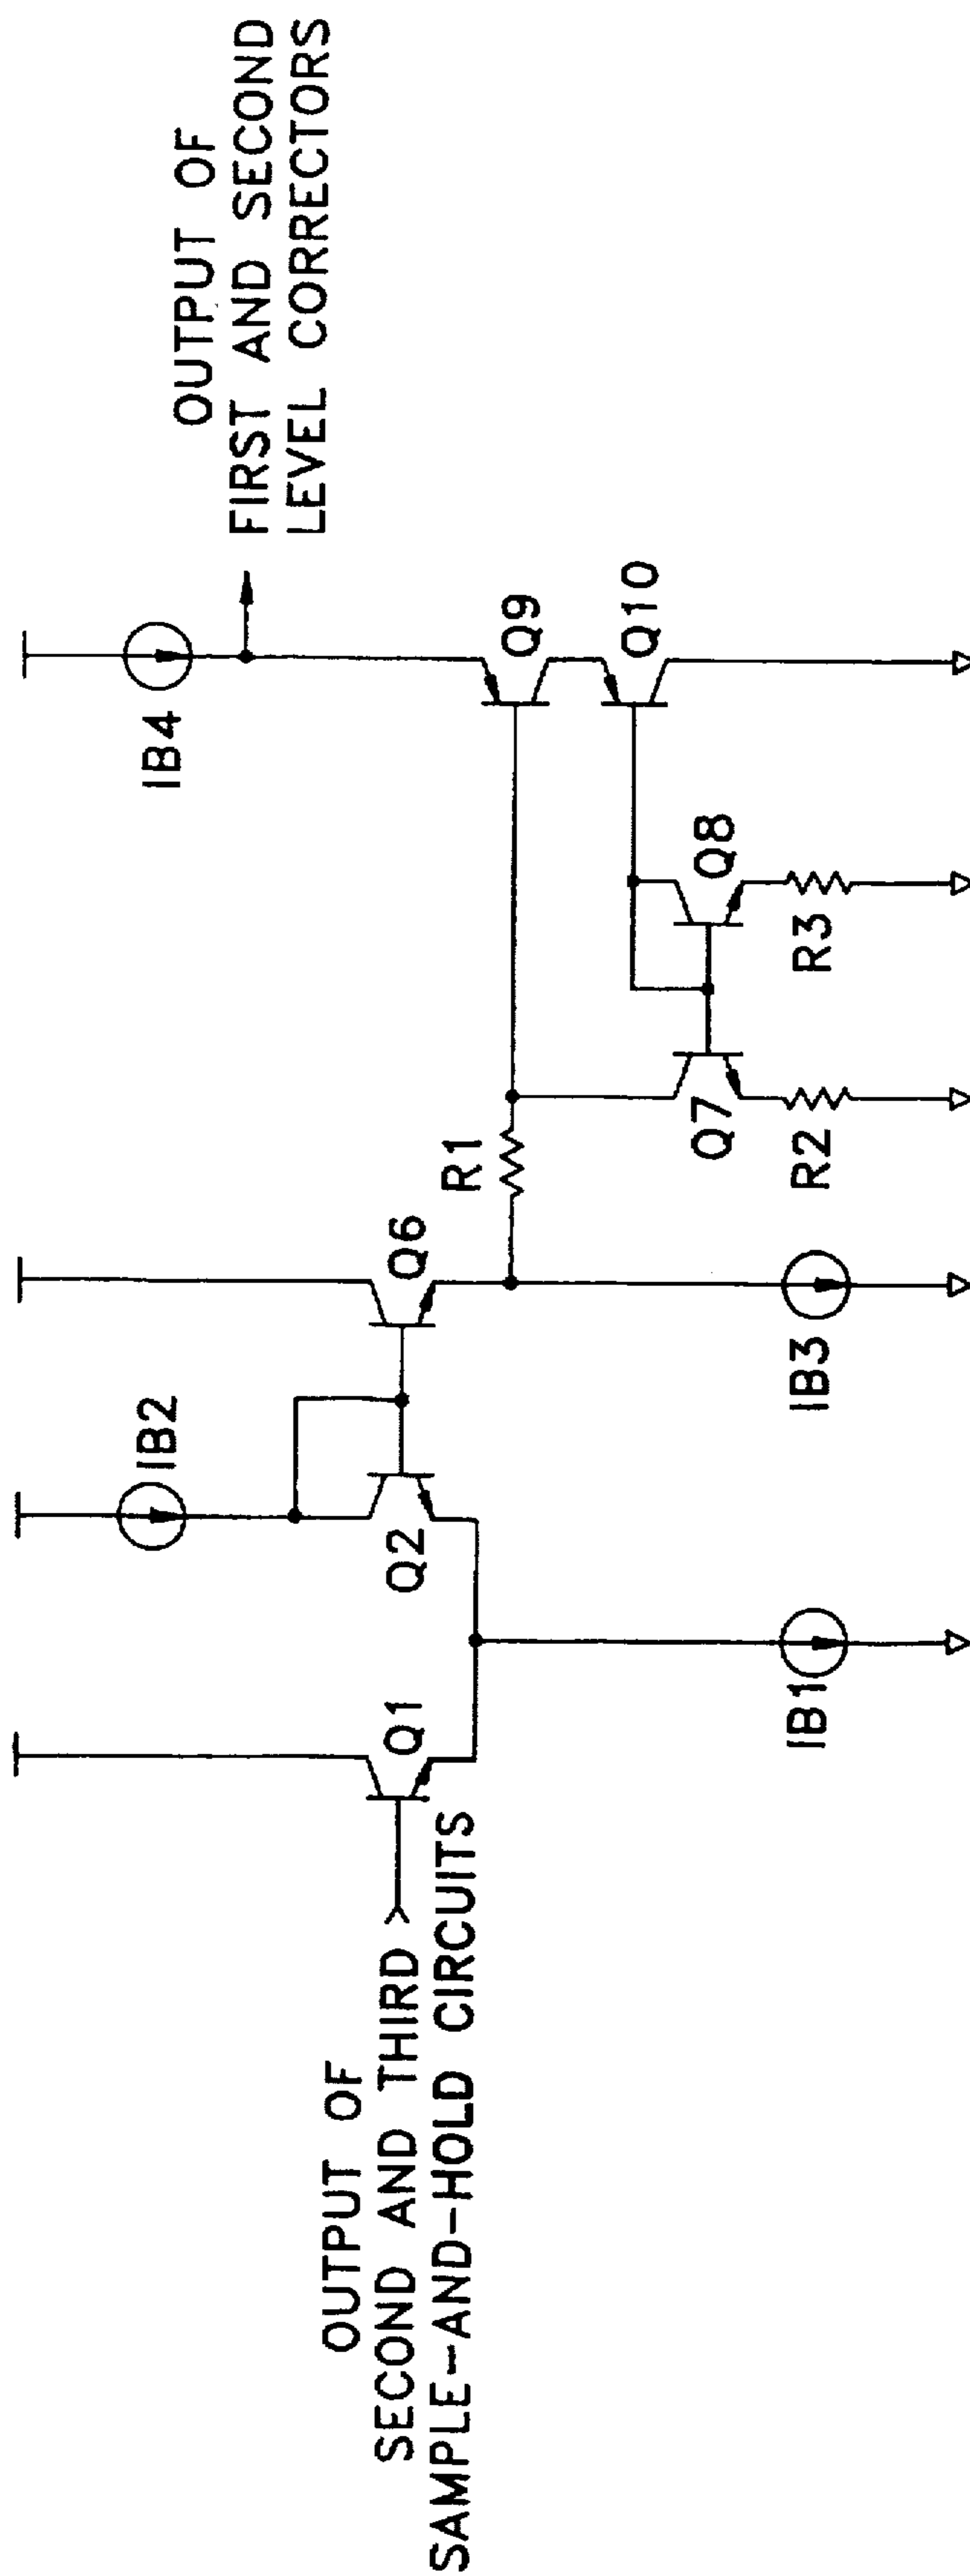 OUTPUT OF
SECOND AND THIRD
SAMPLE-AND-HOLD CIRCUITS
Q1
IB1
Q2
IB2
Q6
IB3
R1
Q7
R2
Q8
R3
Q9
Q10
IB4
OUTPUT OF
FIRST AND SECOND
LEVEL CORRECTORS